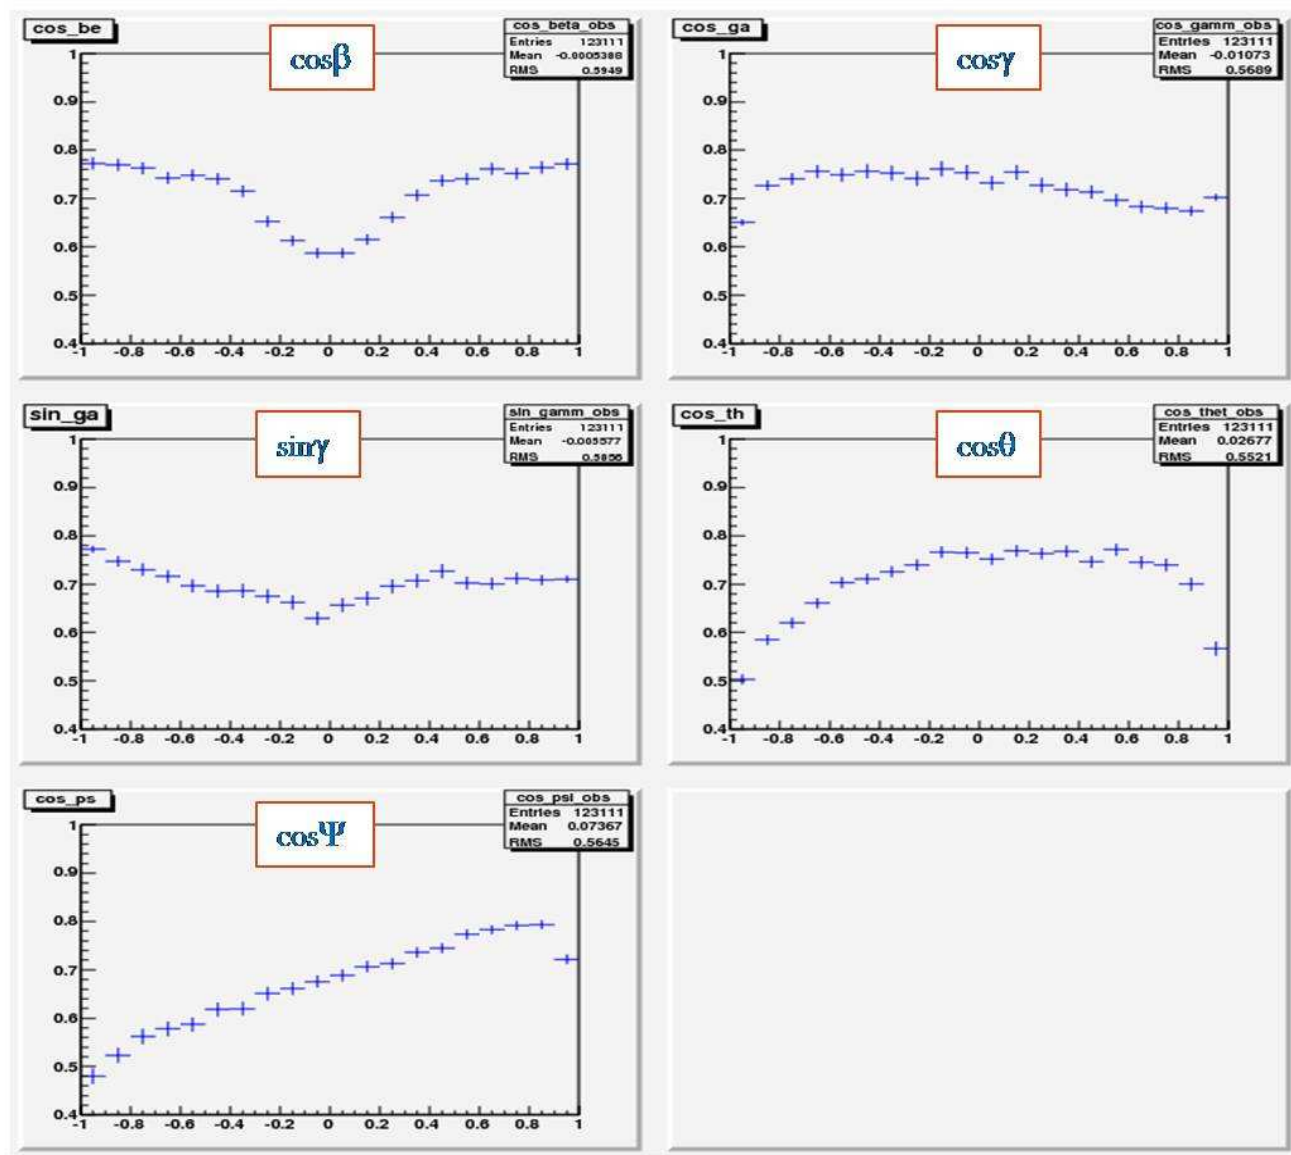 cos_be
cosβ
cos_beta_obs
Entries 123111
Mean -0.0005388
RMS 0.5949
1
0.9
0.8
0.7
0.6
0.5
0.4
-1 -0.8 -0.6 -0.4 -0.2 0 0.2 0.4 0.6 0.8 1
cos_ga
cosγ
cos_gamm_obs
Entries 123111
Mean -0.01073
RMS 0.5689
1
0.9
0.8
0.7
0.6
0.5
0.4
-1 -0.8 -0.6 -0.4 -0.2 0 0.2 0.4 0.6 0.8 1
sin_ga
sinγ
sin_gamm_obs
Entries 123111
Mean -0.005577
RMS 0.5856
1
0.9
0.8
0.7
0.6
0.5
0.4
-1 -0.8 -0.6 -0.4 -0.2 0 0.2 0.4 0.6 0.8 1
cos_th
cosθ
cos_thet_obs
Entries 123111
Mean 0.02677
RMS 0.5521
1
0.9
0.8
0.7
0.6
0.5
0.4
-1 -0.8 -0.6 -0.4 -0.2 0 0.2 0.4 0.6 0.8 1
cos_ps
cosΨ
cos_psi_obs
Entries 123111
Mean 0.07367
RMS 0.5645
1
0.9
0.8
0.7
0.6
0.5
0.4
-1 -0.8 -0.6 -0.4 -0.2 0 0.2 0.4 0.6 0.8 1